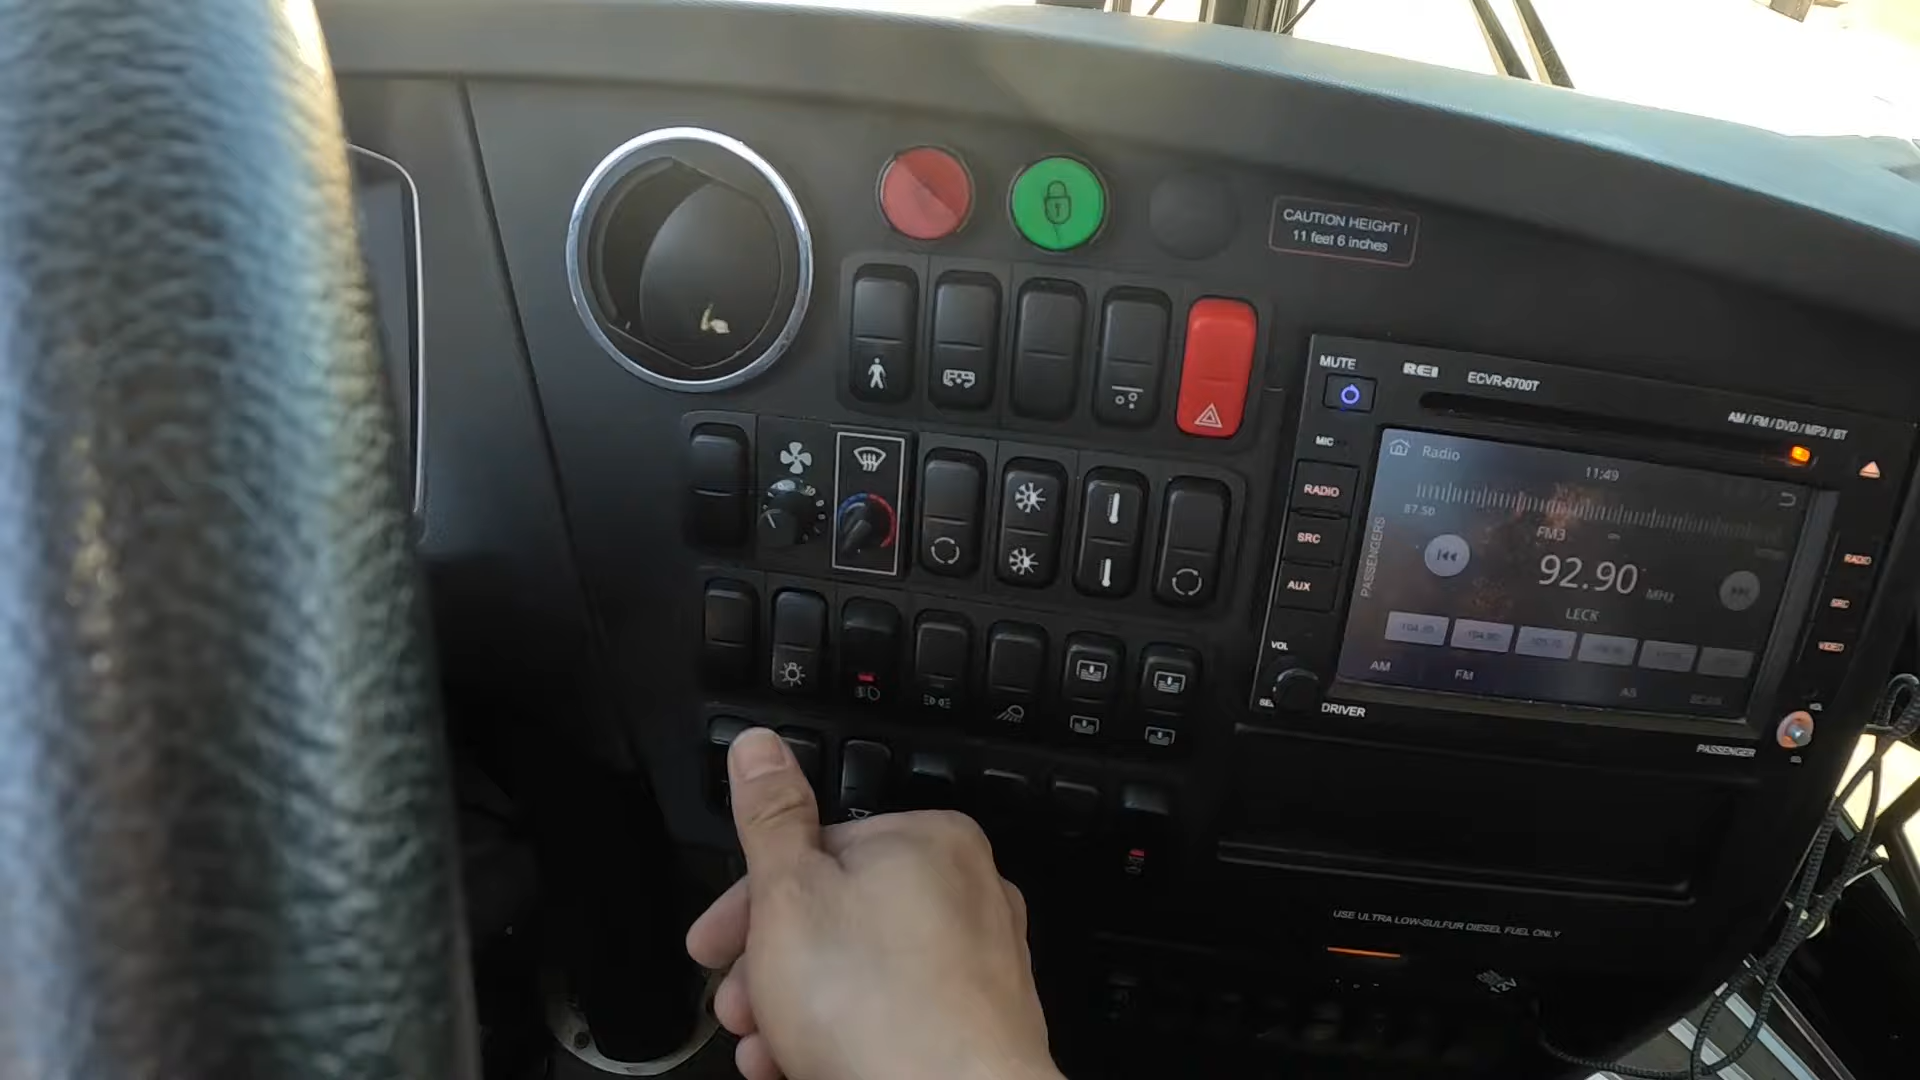 CAUTION HEIGHT !
11 feet 6 inches
MUTE
REI
ECVR-6700T
AM / FM / DVD / MP3 / BT
MIC
Radio
11:49
RADIO
87.50
FM3
SRC
PASSENGERS
92.90 MHz
RADIO
AUX
LECK
SRC
VIDEO
VOL
AM
FM
AS
SCAN
DRIVER
PASSENGER
USE ULTRA LOW-SULFUR DIESEL FUEL ONLY
12V